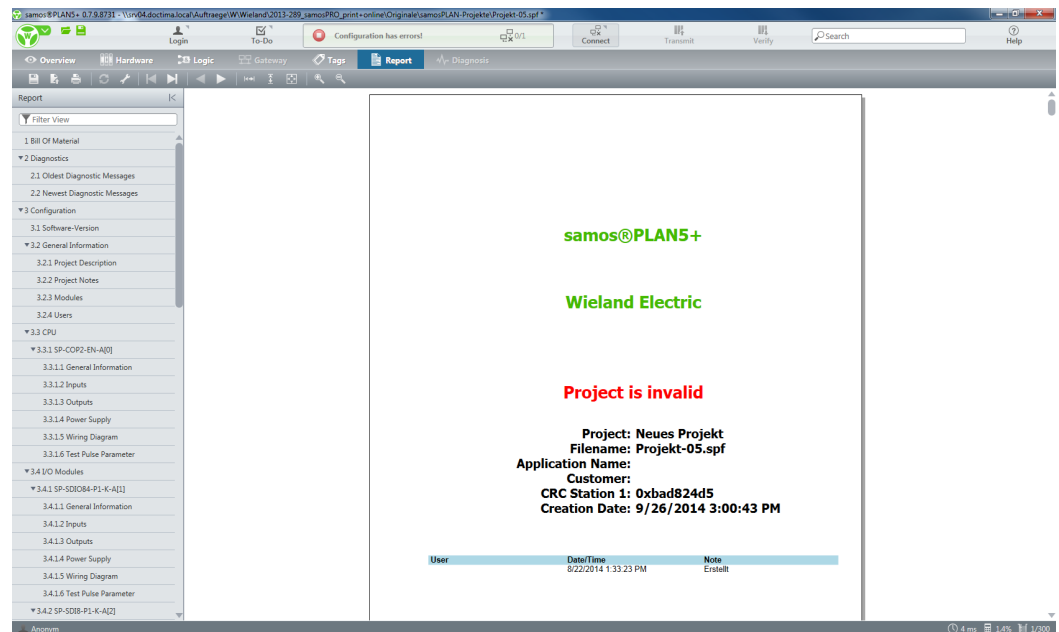 samos®PLAN5+ 0.7.9.8731 - \\srv04.doctima.local\Auftraege\W\Wieland\2013-289_samosPRO_print+online\Originale\samosPLAN-Projekte\Projekt-05.spf *
W
Login
To-Do
Configuration has errors!
0/1
Connect
Transmit
Verify
Search
Help
Overview
Hardware
Logic
Gateway
Tags
Report
Diagnosis
Report
Filter View
1 Bill Of Material
2 Diagnostics
2.1 Oldest Diagnostic Messages
2.2 Newest Diagnostic Messages
3 Configuration
3.1 Software-Version
3.2 General Information
3.2.1 Project Description
3.2.2 Project Notes
3.2.3 Modules
3.2.4 Users
3.3 CPU
3.3.1 SP-COP2-EN-A[0]
3.3.1.1 General Information
3.3.1.2 Inputs
3.3.1.3 Outputs
3.3.1.4 Power Supply
3.3.1.5 Wiring Diagram
3.3.1.6 Test Pulse Parameter
3.4 I/O Modules
3.4.1 SP-SDIO84-P1-K-A[1]
3.4.1.1 General Information
3.4.1.2 Inputs
3.4.1.3 Outputs
3.4.1.4 Power Supply
3.4.1.5 Wiring Diagram
3.4.1.6 Test Pulse Parameter
3.4.2 SP-SDI8-P1-K-A[2]
samos®PLAN5+
Wieland Electric
Project is invalid
Project: Neues Projekt
Filename: Projekt-05.spf
Application Name:
Customer:
CRC Station 1: 0xbad824d5
Creation Date: 9/26/2014 3:00:43 PM
User Date/Time Note
8/22/2014 1:33:23 PM Erstellt
Anonym
4 ms 1.4% 1/300